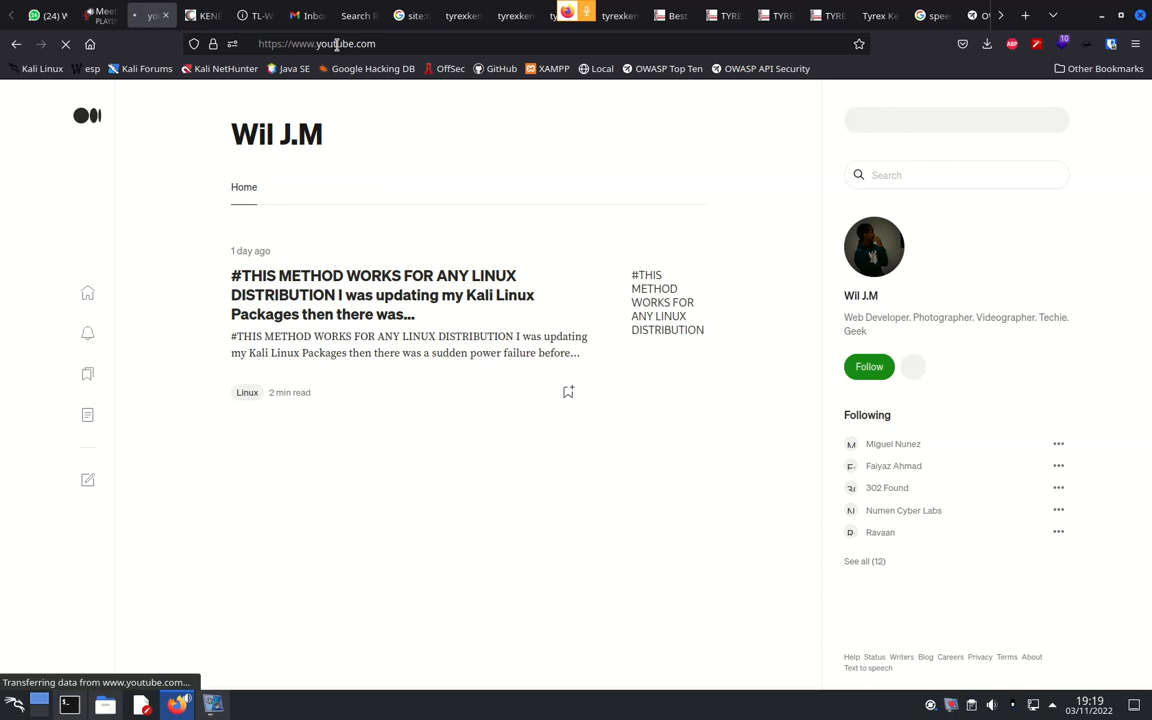 (24) W
Meet
PLAYIN
yo
KENE
TL-W
Inbo
Search R
site:t
tyrexken
tyrexken
ty
tyrexke
Best
TYRE
TYRE
TYRE
Tyrex Ke
spee
O
https://www.youtube.com
ABP
10
Kali Linux
esp
Kali Forums
Kali NetHunter
Java SE
Google Hacking DB
OffSec
GitHub
XAMPP
Local
OWASP Top Ten
OWASP API Security
Other Bookmarks
Wil J.M
Home
1 day ago
#THIS METHOD WORKS FOR ANY LINUX
DISTRIBUTION I was updating my Kali Linux
Packages then there was...
#THIS METHOD WORKS FOR ANY LINUX DISTRIBUTION I was updating
my Kali Linux Packages then there was a sudden power failure before...
Linux
2 min read
#THIS
METHOD
WORKS FOR
ANY LINUX
DISTRIBUTION
Search
Wil J.M
Web Developer. Photographer. Videographer. Techie.
Geek
Follow
Following
Miguel Nunez
Faiyaz Ahmad
302 Found
Numen Cyber Labs
Ravaan
See all (12)
Help Status Writers Blog Careers Privacy Terms About
Text to speech
Transferring data from www.youtube.com...
19:19
03/11/2022